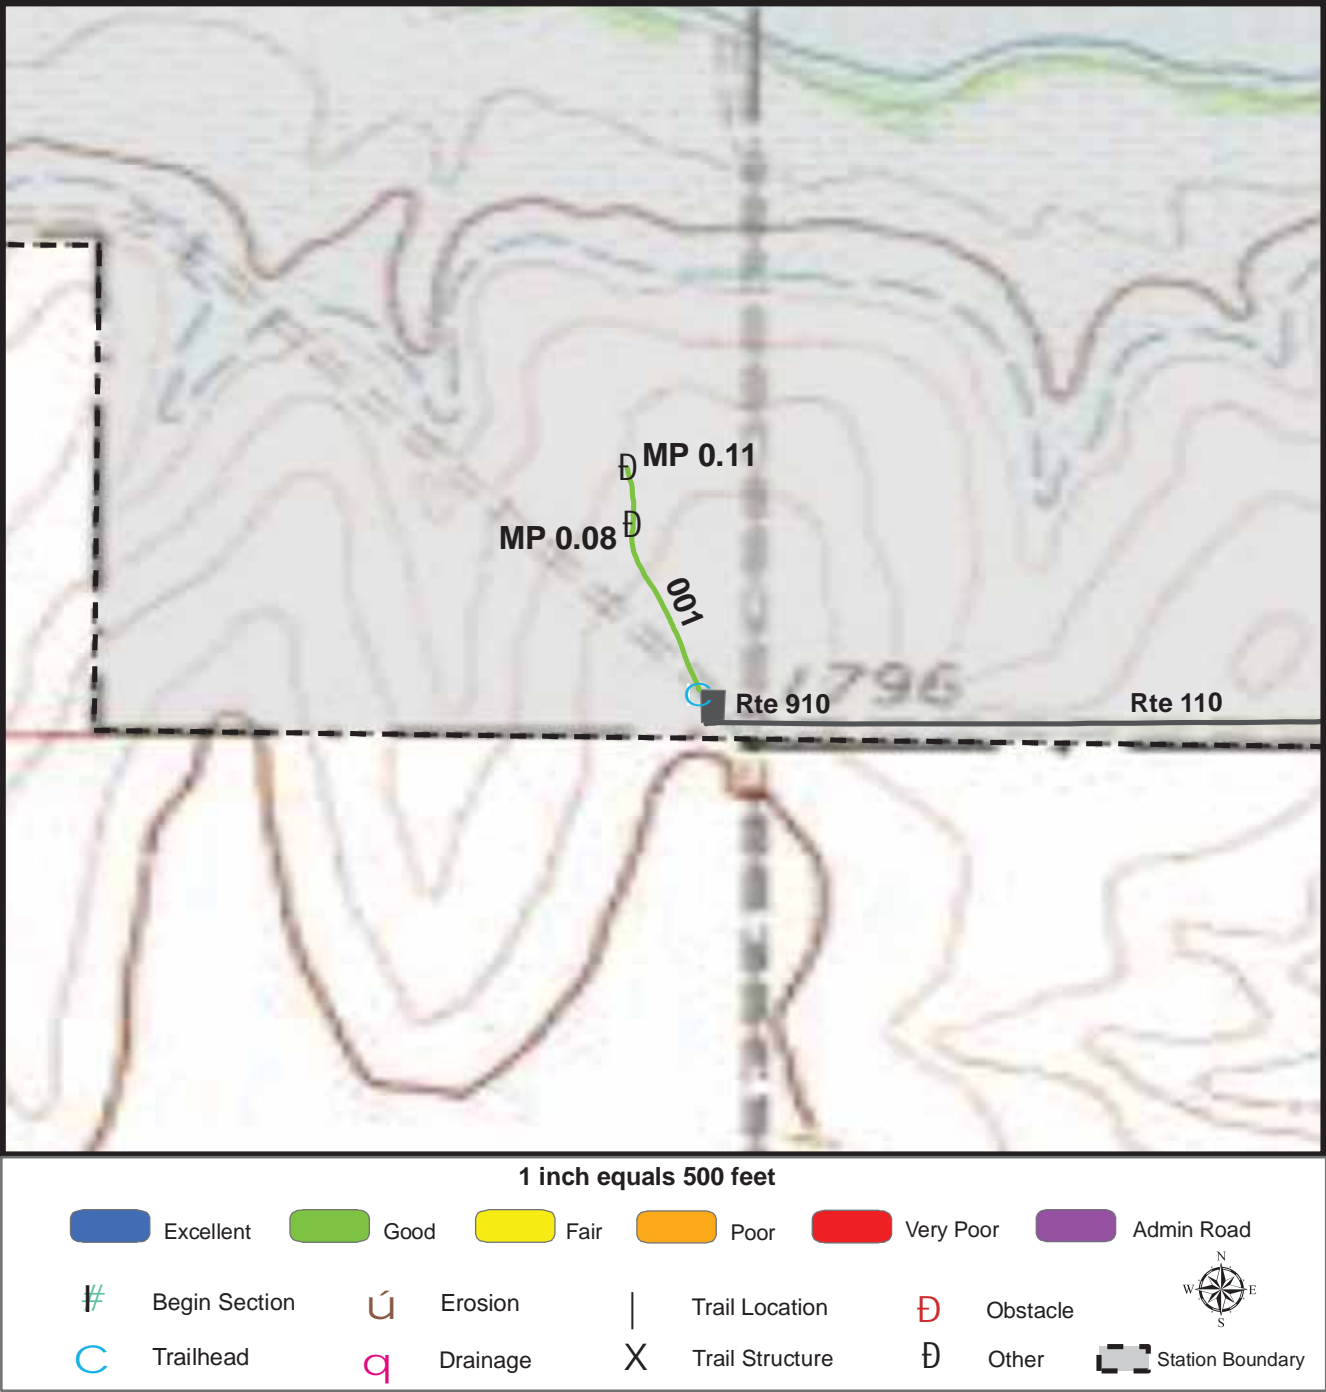 MP 0.11
Đ
MP 0.08
Đ
001
1796
C
Rte 910
Rte 110
1 inch equals 500 feet
Excellent
Good
Fair
Poor
Very Poor
Admin Road
N
W
E
S
# Begin Section
ú Erosion
| Trail Location
Đ Obstacle
C Trailhead
q Drainage
X Trail Structure
Đ Other
Station Boundary